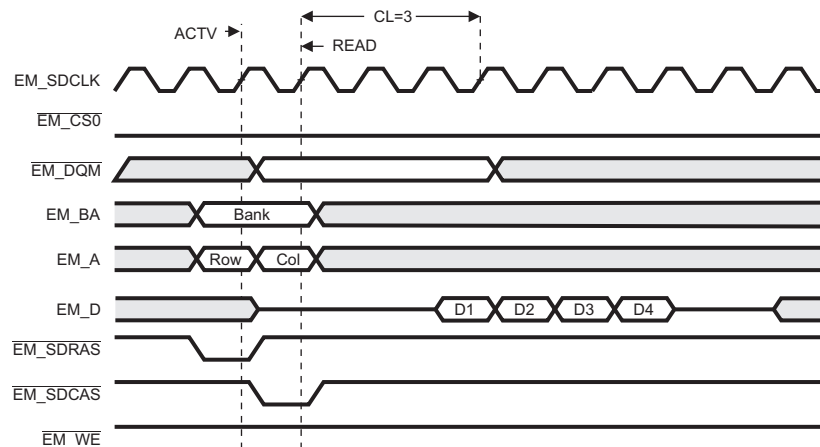 CL=3
ACTV
READ
EM_SDCLK
EM_CS0
EM_DQM
EM_BA Bank
EM_A Row Col
EM_D D1 D2 D3 D4
EM_SDRAS
EM_SDCAS
EM_WE